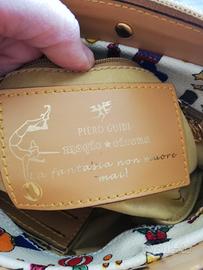 PIERO GUIDI
magic ★ circus
La fantasia non muore
mai!